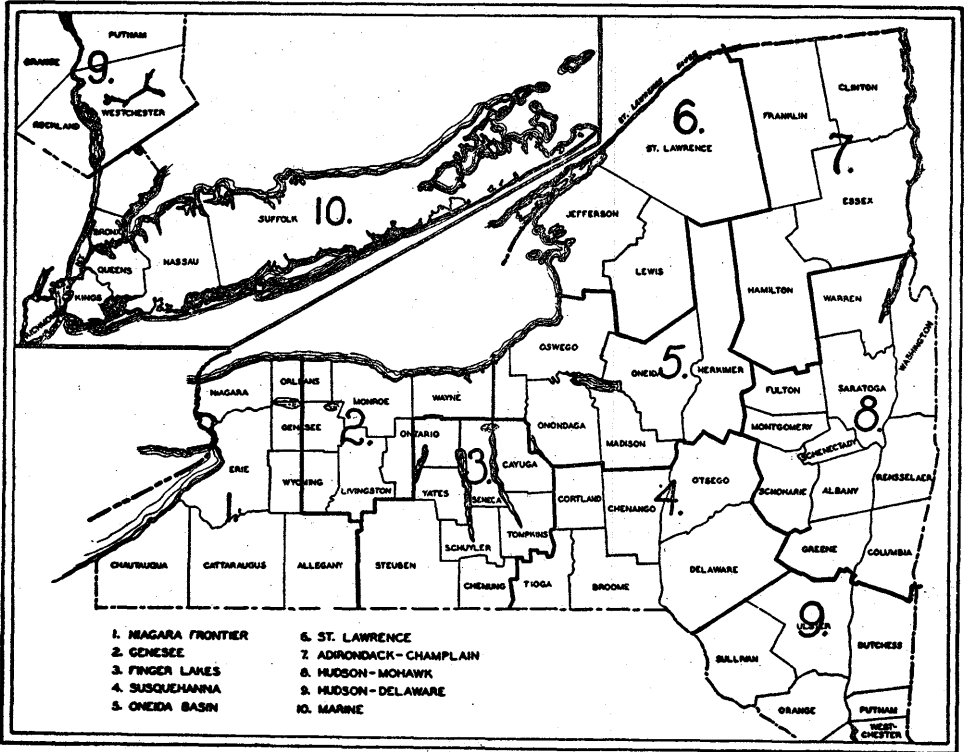 PUTNAM
ORANGE
9.
WESTCHESTER
ROCKLAND
ST. LAWRENCE RIVER
6.
ST. LAWRENCE
FRANKLIN
CLINTON
7.
ESSEX
SUFFOLK
10.
BRONX
QUEENS
NASSAU
KINGS
RICHMOND
JEFFERSON
LEWIS
HAMILTON
WARREN
WASHINGTON
OSWEGO
ONEIDA
5.
HERKIMER
FULTON
SARATOGA
8.
MONTGOMERY
SCHENECTADY
NIAGARA
ORLEANS
MONROE
WAYNE
GENESEE
2.
ONTARIO
ONONDAGA
MADISON
ERIE
WYOMING
LIVINGSTON
YATES
3.
SENECA
CAYUGA
CORTLAND
CHENANGO
4.
OTSEGO
SCHOHARIE
ALBANY
RENSSELAER
1.
SCHUYLER
TOMPKINS
GREENE
COLUMBIA
CHAUTAUQUA
CATTARAUGUS
ALLEGANY
STEUBEN
CHEMUNG
TIOGA
BROOME
DELAWARE
ULSTER
9.
SULLIVAN
DUTCHESS
ORANGE
PUTNAM
WEST-
CHESTER
1. NIAGARA FRONTIER
2. GENESEE
3. FINGER LAKES
4. SUSQUEHANNA
5. ONEIDA BASIN
6. ST. LAWRENCE
7. ADIRONDACK-CHAMPLAIN
8. HUDSON-MOHAWK
9. HUDSON-DELAWARE
10. MARINE